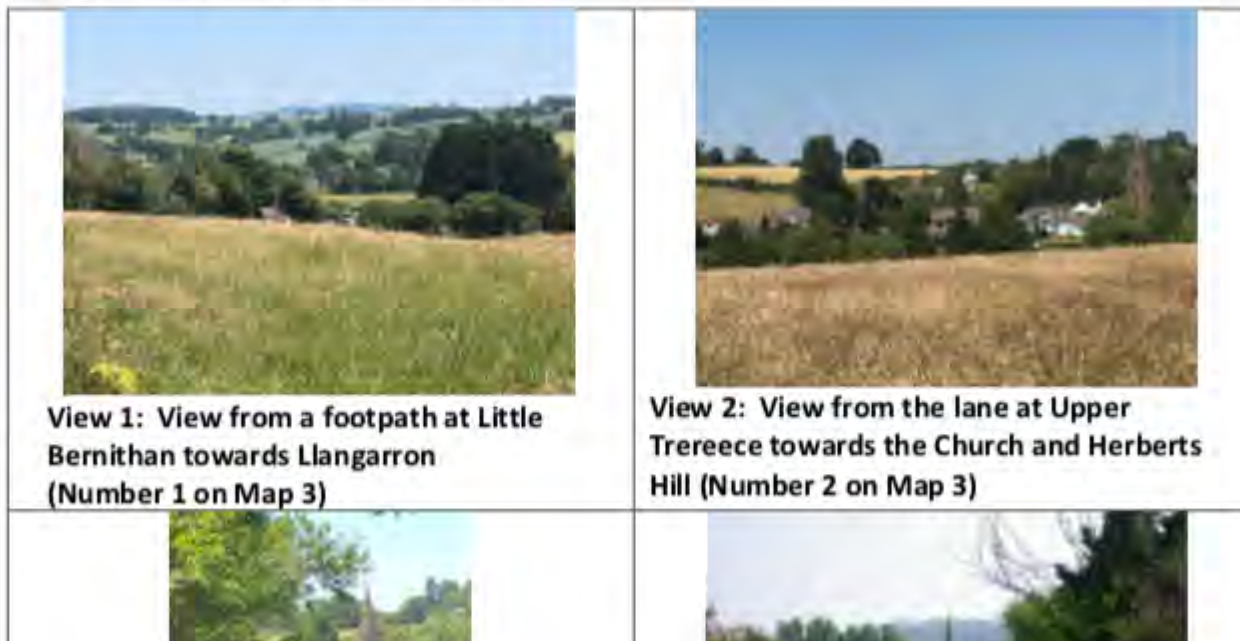 View 1:  View from a footpath at Little
Bernithan towards Llangarron
(Number 1 on Map 3)
View 2:  View from the lane at Upper
Trereece towards the Church and Herberts
Hill (Number 2 on Map 3)